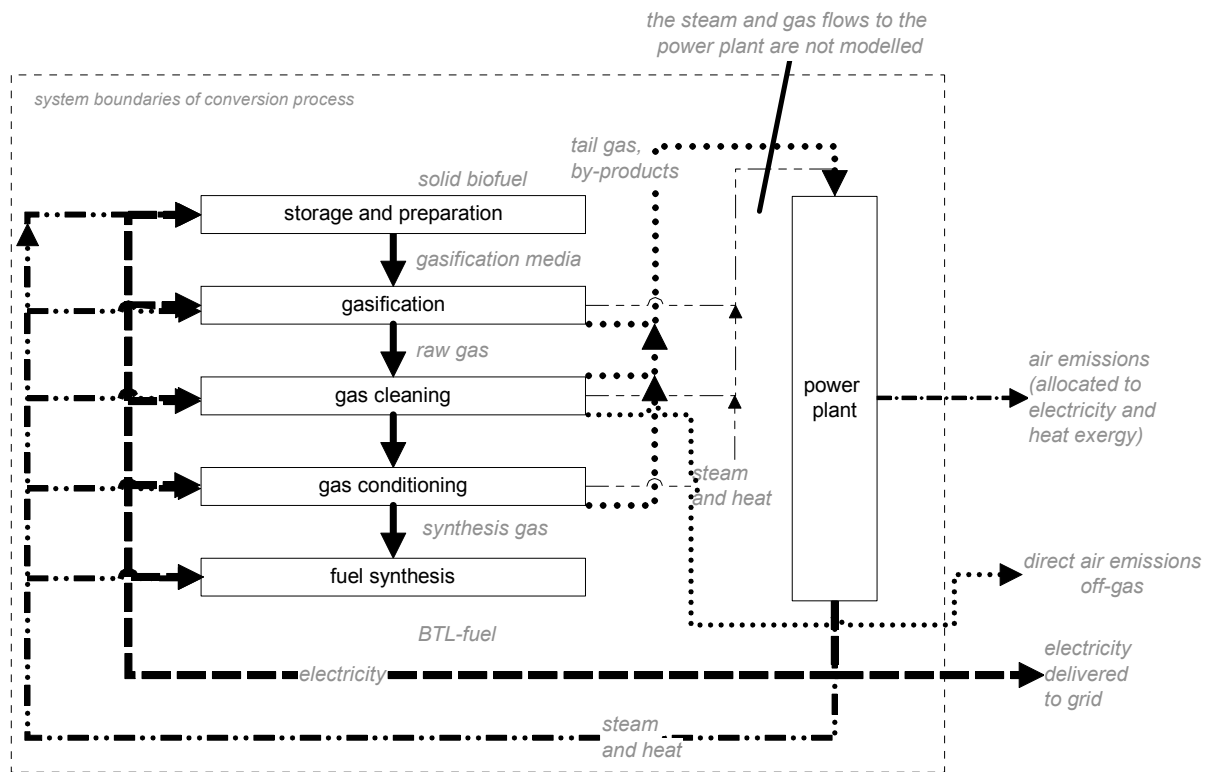 the steam and gas flows to the
power plant are not modelled
system boundaries of conversion process
tail gas,
by-products
solid biofuel
storage and preparation
gasification media
gasification
raw gas
gas cleaning
power
plant
air emissions
(allocated to
electricity and
heat exergy)
gas conditioning
steam
and heat
synthesis gas
fuel synthesis
direct air emissions
off-gas
BTL-fuel
electricity
electricity
delivered
to grid
steam
and heat